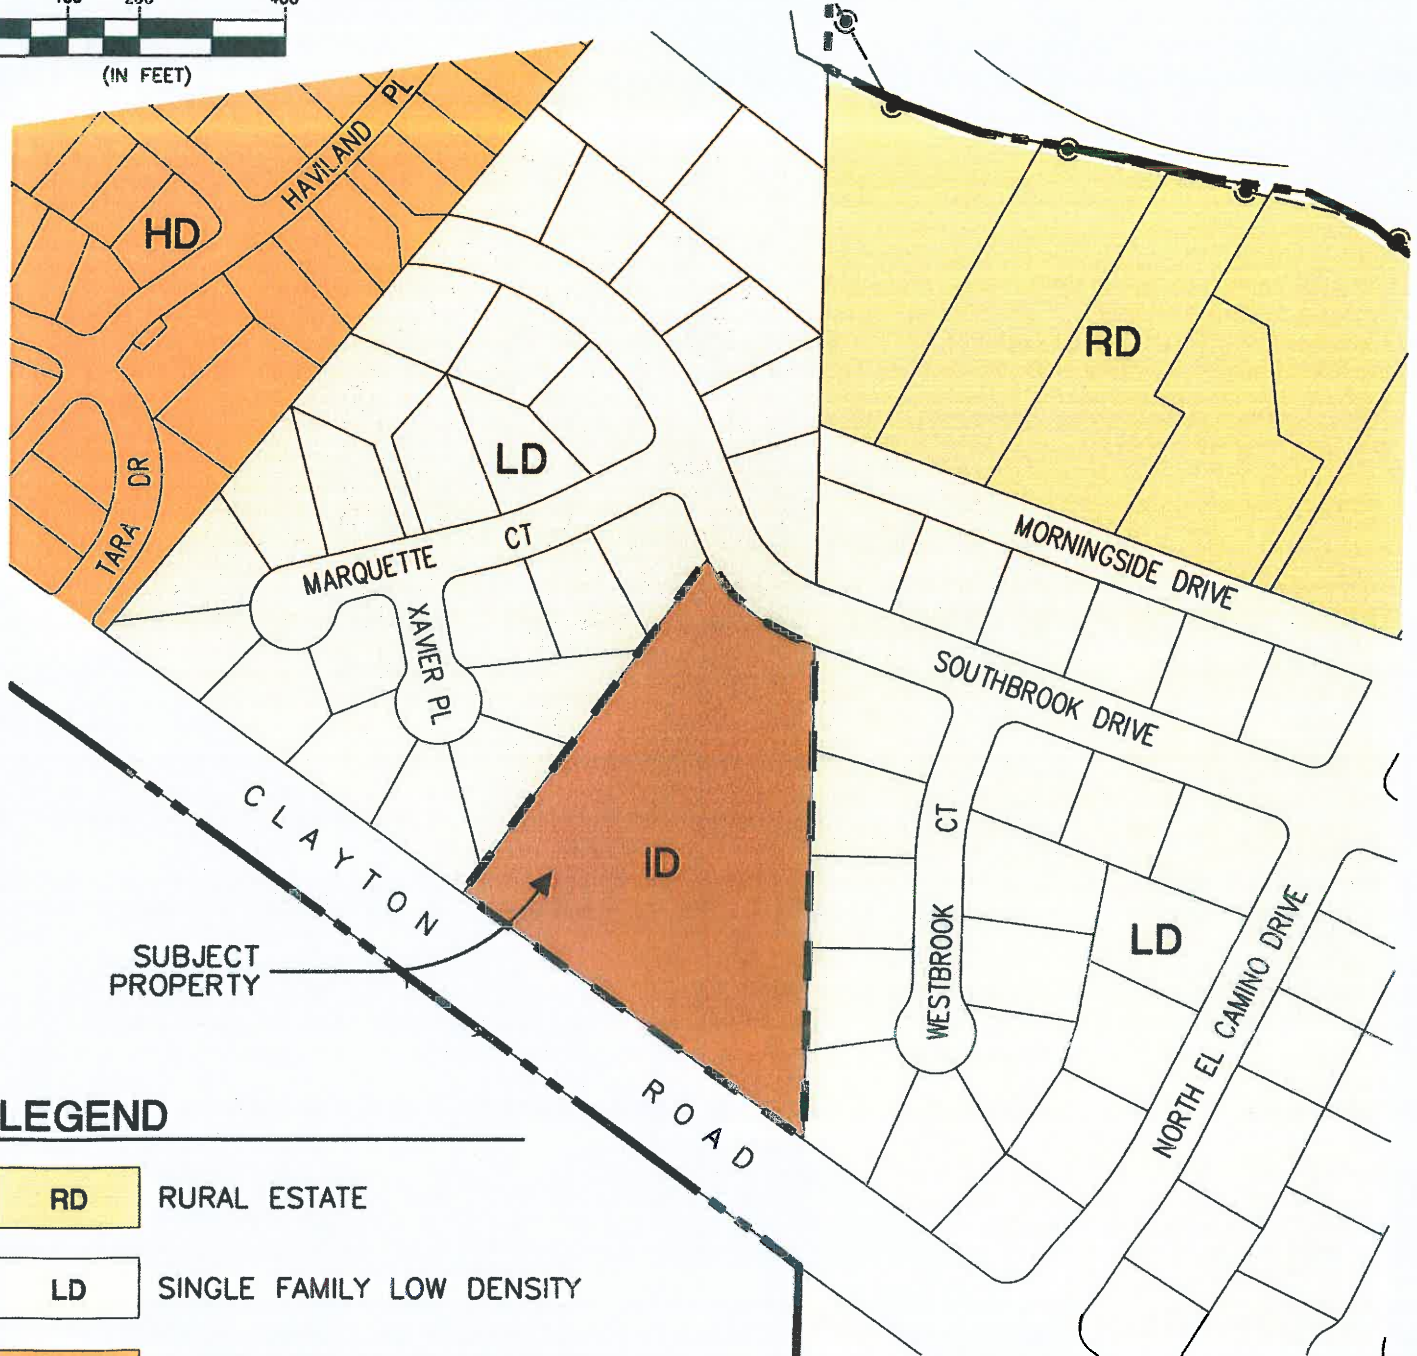 (IN FEET)
HAVILAND PL
HD
RD
LD
TARA DR
MARQUETTE CT
XAVIER PL
MORNINGSIDE DRIVE
SOUTHBROOK DRIVE
CLAYTON ROAD
ID
WESTBROOK CT
LD
NORTH EL CAMINO DRIVE
SUBJECT
PROPERTY
LEGEND
RD RURAL ESTATE
LD SINGLE FAMILY LOW DENSITY